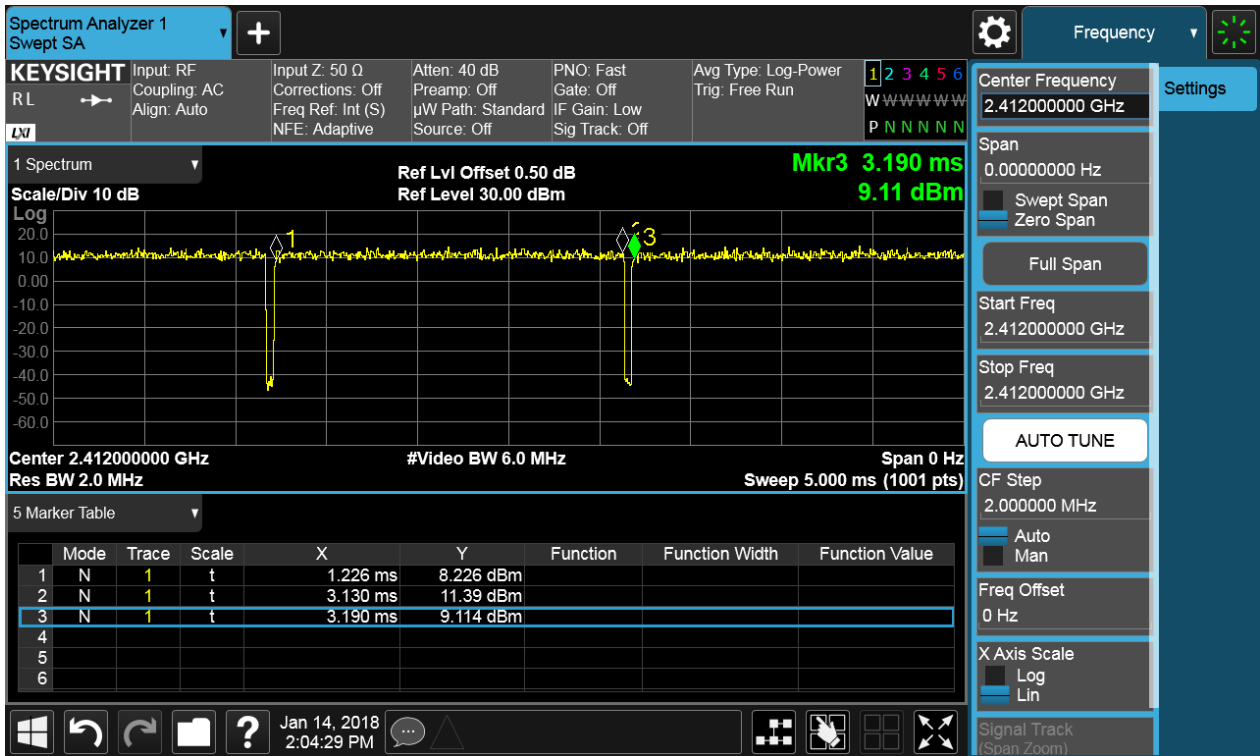 Spectrum Analyzer 1
Swept SA
+
Frequency
KEYSIGHT
RL
LXI
Input: RF
Coupling: AC
Align: Auto
Input Z: 50 Ω
Corrections: Off
Freq Ref: Int (S)
NFE: Adaptive
Atten: 40 dB
Preamp: Off
µW Path: Standard
Source: Off
PNO: Fast
Gate: Off
IF Gain: Low
Sig Track: Off
Avg Type: Log-Power
Trig: Free Run
1 2 3 4 5 6
W W W W W W
P N N N N N
1 Spectrum
Scale/Div 10 dB
Ref Lvl Offset 0.50 dB
Ref Level 30.00 dBm
Mkr3 3.190 ms
9.11 dBm
Log
20.0
10.0
0.00
-10.0
-20.0
-30.0
-40.0
-50.0
-60.0
1
3
Center 2.412000000 GHz
#Video BW 6.0 MHz
Span 0 Hz
Res BW 2.0 MHz
Sweep 5.000 ms (1001 pts)
5 Marker Table
Mode Trace Scale X Y Function Function Width Function Value
1 N 1 t 1.226 ms 8.226 dBm
2 N 1 t 3.130 ms 11.39 dBm
3 N 1 t 3.190 ms 9.114 dBm
4
5
6
?
Jan 14, 2018
2:04:29 PM
Center Frequency
2.412000000 GHz
Span
0.00000000 Hz
Swept Span
Zero Span
Full Span
Start Freq
2.412000000 GHz
Stop Freq
2.412000000 GHz
AUTO TUNE
CF Step
2.000000 MHz
Auto
Man
Freq Offset
0 Hz
X Axis Scale
Log
Lin
Signal Track
(Span Zoom)
Settings